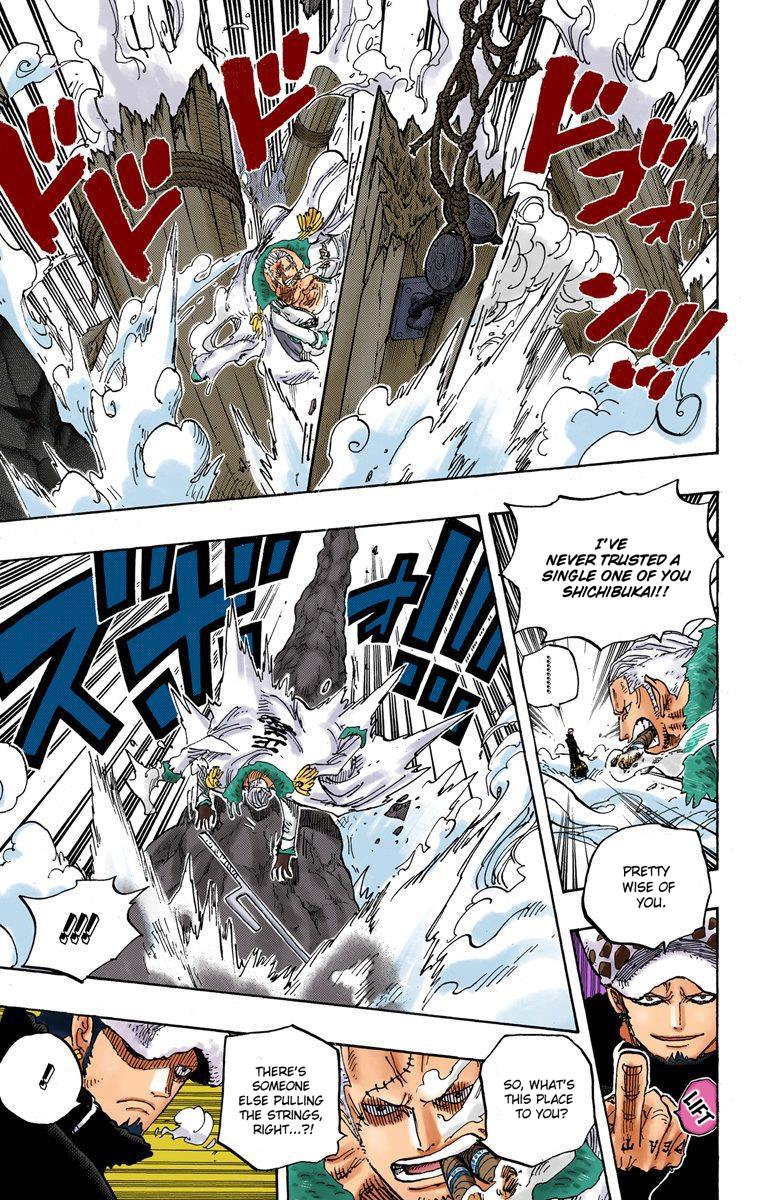 ドドドド
ドゴォン!!!
I'VE
NEVER TRUSTED A
SINGLE ONE OF YOU
SHICHIBUKAI!!
ズボォ!!!
!!!
PRETTY
WISE OF
YOU.
LIFT
D E A T
SO, WHAT'S
THIS PLACE
TO YOU?
THERE'S
SOMEONE
ELSE PULLING
THE STRINGS,
RIGHT...?!
!